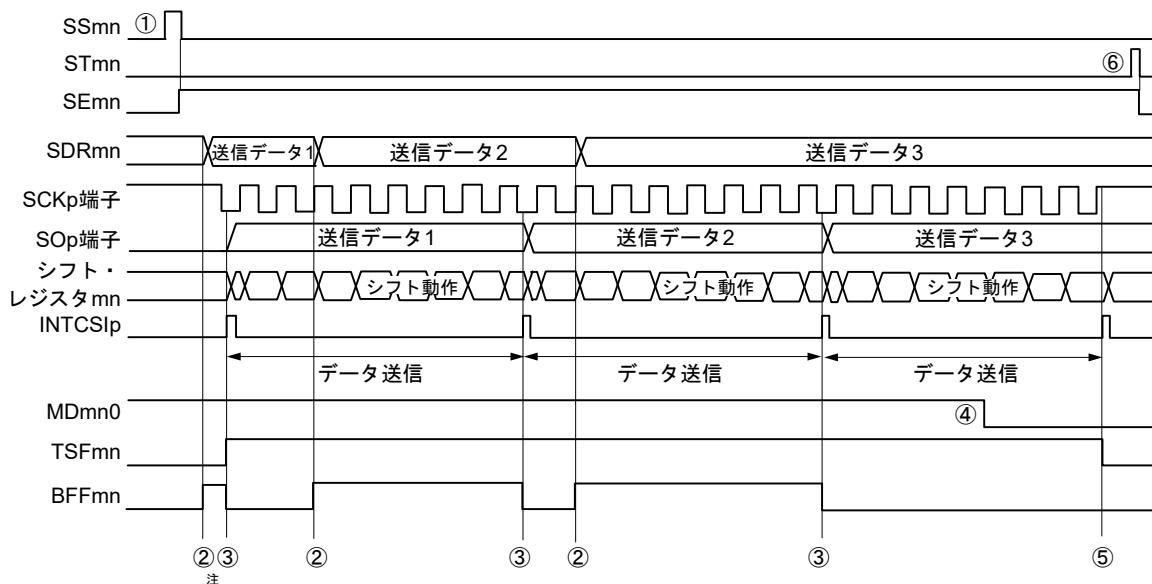 SSmn ①
STmn ⑥
SEmn
SDRmn 送信データ1 送信データ2 送信データ3
SCKp端子
SOp端子 送信データ1 送信データ2 送信データ3
シフト・
レジスタmn シフト動作 シフト動作 シフト動作
INTCSIp
データ送信 データ送信 データ送信
MDmn0 ④
TSFmn
BFFmn
② ③ ② ③ ② ③ ⑤
注